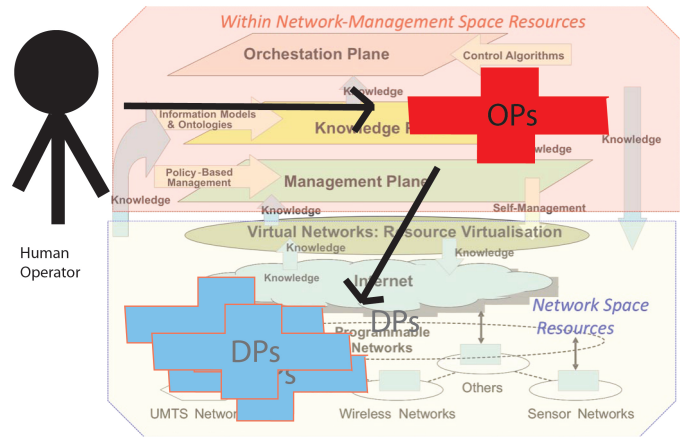 Within Network-Management Space Resources
Orchestation Plane
Control Algorithms
Knowledge
Information Models
& Ontologies
Knowledge
OPs
Knowledge
Policy-Based
Management
Management Plane
Knowledge
Self-Management
Knowledge
Virtual Networks: Resource Virtualisation
Knowledge
Knowledge
Human
Operator
Knowledge
Internet
Network Space
Resources
DPs
Programmable
Networks
DPs
Others
UMTS
Wireless Networks
Sensor Networks